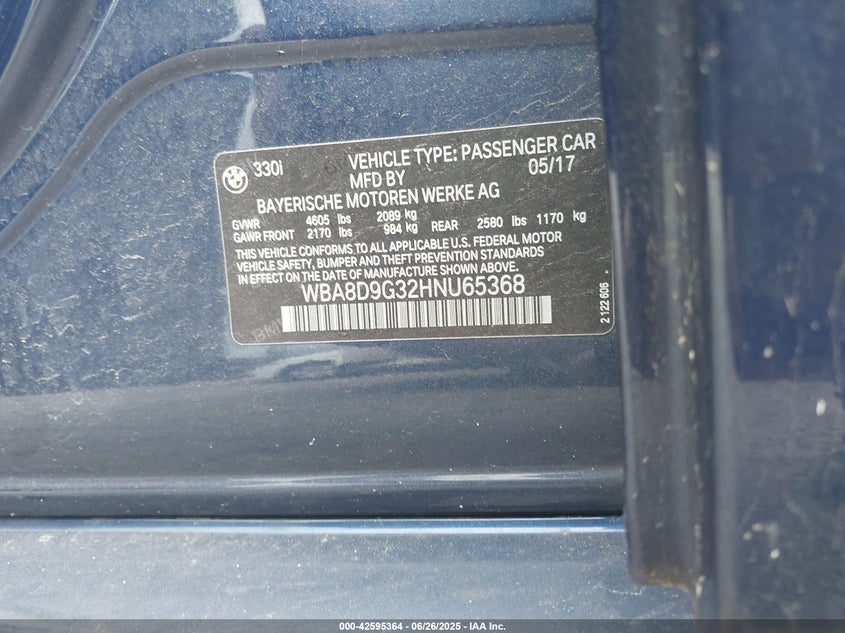 330i VEHICLE TYPE: PASSENGER CAR
MFD BY 05/17
BAYERISCHE MOTOREN WERKE AG
GVWR 4605 lbs 2089 kg
GAWR FRONT 2170 lbs 984 kg REAR 2580 lbs 1170 kg
THIS VEHICLE CONFORMS TO ALL APPLICABLE U.S. FEDERAL MOTOR
VEHICLE SAFETY, BUMPER AND THEFT PREVENTION STANDARDS
IN EFFECT ON THE DATE OF MANUFACTURE SHOWN ABOVE.
WBA8D9G32HNU65368
2 122 606
000-42595364 | 06/26/2025 - IAA Inc.